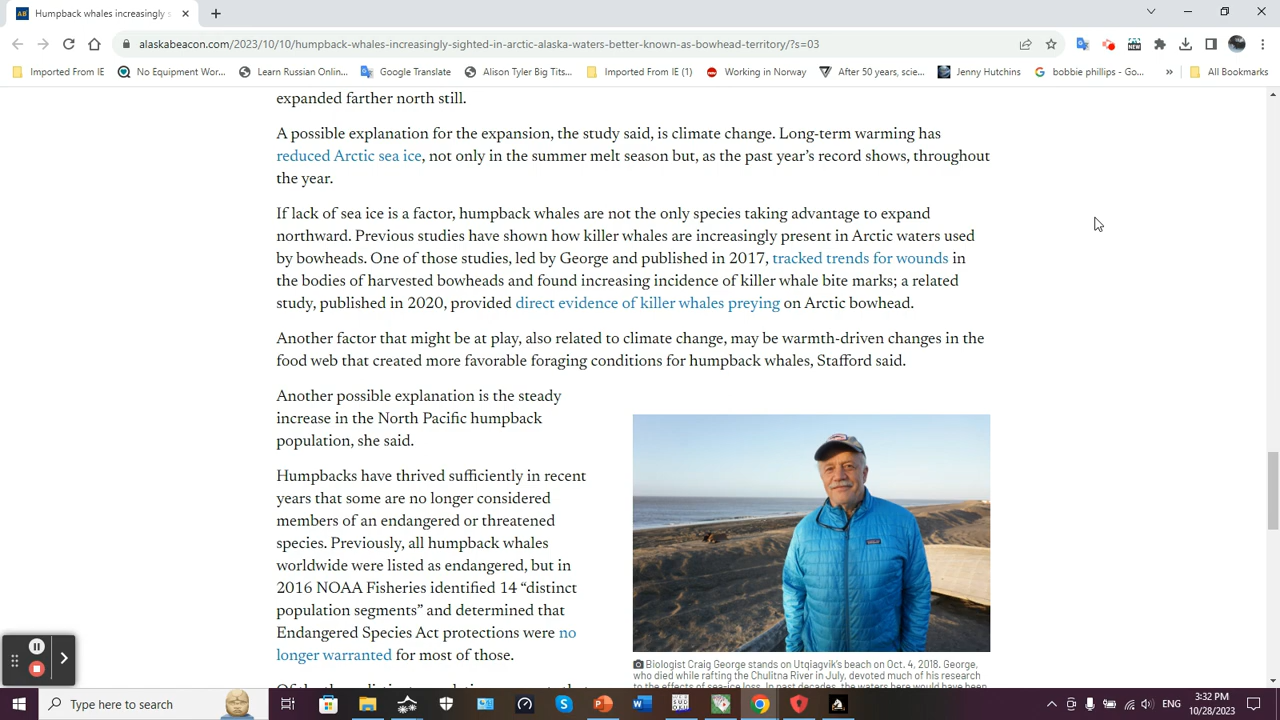 Humpback whales increasingly s
alaskabeacon.com/2023/10/10/humpback-whales-increasingly-sighted-in-arctic-alaska-waters-better-known-as-bowhead-territory/?s=03
Imported From IE
No Equipment Wor...
Learn Russian Online...
Google Translate
Alison Tyler Big Tits...
Imported From IE (1)
Working in Norway
After 50 years, scie...
Jenny Hutchins
bobbie phillips - Go...
»
All Bookmarks
expanded farther north still.
A possible explanation for the expansion, the study said, is climate change. Long-term warming has
reduced Arctic sea ice, not only in the summer melt season but, as the past year’s record shows, throughout
the year.
If lack of sea ice is a factor, humpback whales are not the only species taking advantage to expand
northward. Previous studies have shown how killer whales are increasingly present in Arctic waters used
by bowheads. One of those studies, led by George and published in 2017, tracked trends for wounds in
the bodies of harvested bowheads and found increasing incidence of killer whale bite marks; a related
study, published in 2020, provided direct evidence of killer whales preying on Arctic bowhead.
Another factor that might be at play, also related to climate change, may be warmth-driven changes in the
food web that created more favorable foraging conditions for humpback whales, Stafford said.
Another possible explanation is the steady
increase in the North Pacific humpback
population, she said.
Humpbacks have thrived sufficiently in recent
years that some are no longer considered
members of an endangered or threatened
species. Previously, all humpback whales
worldwide were listed as endangered, but in
2016 NOAA Fisheries identified 14 “distinct
population segments” and determined that
Endangered Species Act protections were no
longer warranted for most of those.
Biologist Craig George stands on Utqiagvik’s beach on Oct. 4, 2018. George,
who died while rafting the Chulitna River in July, devoted much of his research
to the effects of sea-ice loss. In past decades, the waters here would have been
Type here to search
ENG
3:32 PM
10/28/2023